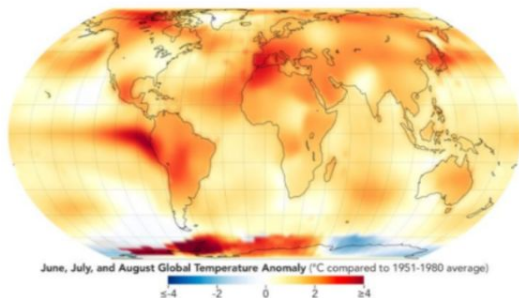 June, July, and August Global Temperature Anomaly (°C compared to 1951-1980 average)
≤-4 -2 0 2 ≥4